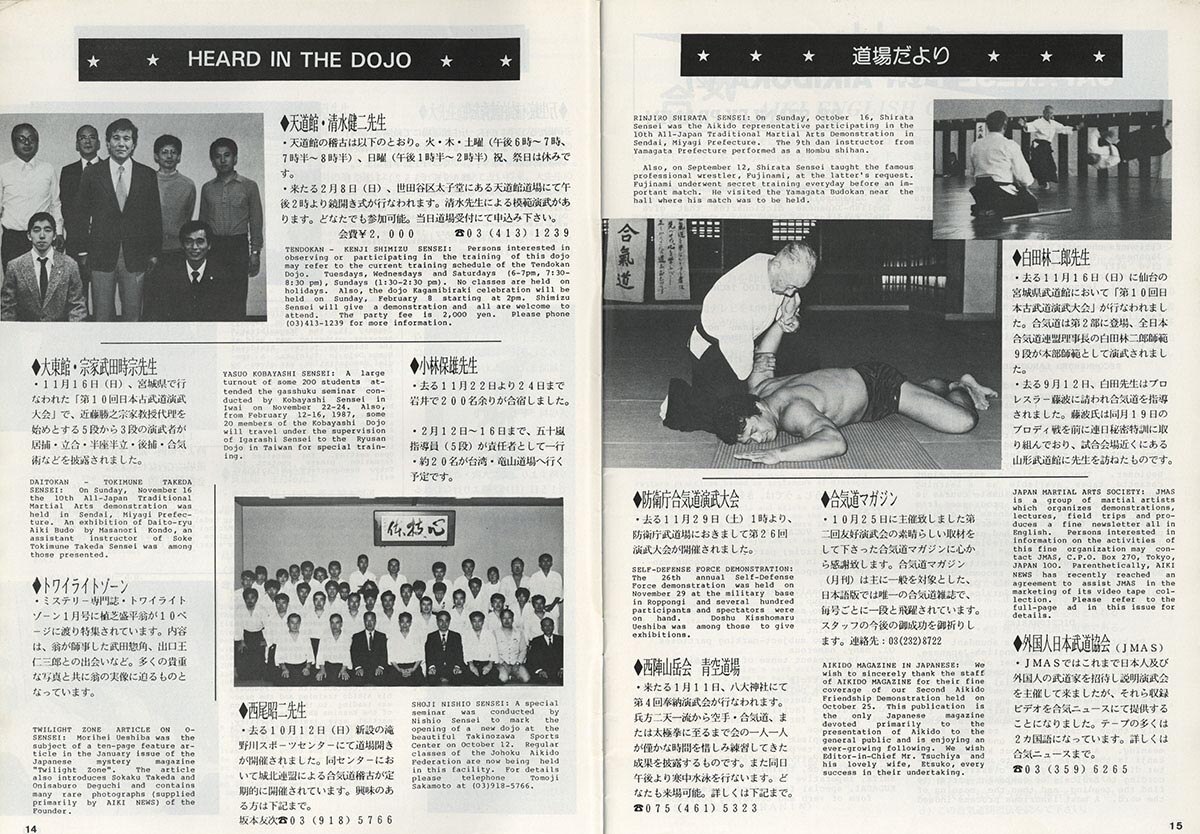 ★ ★ HEARD IN THE DOJO ★ ★
◆天道館・清水健二先生
・天道館の稽古は以下のとおり。火・木・土曜（午後6時～7時、
7時半～8時半）、日曜（午後1時半～2時半）祝、祭日は休みで
す。
・来たる2月8日（日）、世田谷区太子堂にある天道館道場にて午
後2時より鏡開き式が行なわれます。清水先生による模範演武があ
ります。どなたでも参加可能。当日道場受付にて申込み下さい。
会費¥2，000 ☎03（413）1239
TENDOKAN - KENJI SHIMIZU SENSEI: Persons interested in
observing or participating in the training of this dojo
may refer to the current training schedule of the Tendokan
Dojo. Tuesdays, Wednesdays and Saturdays (6-7pm, 7:30-
8:30 pm), Sundays (1:30-2:30 pm). No classes are held on
holidays. Also, the dojo Kagamibiraki celebration will be
held on Sunday, February 8 starting at 2pm. Shimizu
Sensei will give a demonstration and all are welcome to
attend. The party fee is 2,000 yen. Please phone
(03)413-1239 for more information.
◆大東館・宗家武田時宗先生
・11月16日（日）、宮城県で行
なわれた「第10回日本古武道演武
大会」で、近藤勝之宗家教授代理を
始めとする5段から3段の演武者が
居捕・立合・半座半立・後捕・合気
術などを披露されました。
DAITOKAN - TOKIMUNE TAKEDA
SENSEI: On Sunday, November 16
the 10th All-Japan Traditional
Martial Arts demonstration was
held in Sendai, Miyagi Prefec-
ture. An exhibition of Daito-ryu
Aiki Budo by Masanori Kondo, an
assistant instructor of Soke
Tokimune Takeda Sensei was among
those presented.
◆トワイライトゾーン
・ミステリー専門誌・トワイライト
ゾーン1月号に植芝盛平翁が10ペ
ージに渡り特集されています。内容
は、翁が師事した武田惣角、出口王
仁三郎との出会いなど。多くの貴重
な写真と共に翁の実像に迫るものと
なっています。
TWILIGHT ZONE ARTICLE ON O-
SENSEI: Morihei Ueshiba was the
subject of a ten-page feature ar-
ticle in the January issue of the
Japanese mystery magazine
"Twilight Zone". The article
also introduces Sokaku Takeda and
Onisaburo Deguchi and contains
many rare photographs (supplied
primarily by AIKI NEWS) of the
Founder.
YASUO KOBAYASHI SENSEI: A large
turnout of some 200 students at-
tended the gasshuku seminar con-
ducted by Kobayashi Sensei in
Iwai on November 22-24. Also,
from February 12-16, 1987, some
20 members of the Kobayashi Dojo
will travel under the supervision
of Igarashi Sensei to the Ryusan
Dojo in Taiwan for special train-
ing.
◆小林保雄先生
・去る11月22日より24日まで
岩井で200名余りが合宿しました。
・2月12日～16日まで、五十嵐
指導員（5段）が責任者として一行
・約20名が台湾・竜山道場へ行く
予定です。
心技体
◆西尾昭二先生
・去る10月12日（日）新設の滝
野川スポーツセンターにて道場開き
が開催されました。同センターにお
いて城北連盟による合気道稽古が定
期的に開催されています。興味のあ
る方は下記まで。
坂本友次☎03（918）5766
SHOJI NISHIO SENSEI: A special
seminar was conducted by
Nishio Sensei to mark the
opening of a new dojo at the
beautiful Takinozawa Sports
Center on October 12. Regular
classes of the Johoku Aikido
Federation are now being held
in this facility. For details
please telephone Tomoji
Sakamoto at (03)918-5766.
14
★ ★ ★ 道場だより ★ ★ ★
RINJIRO SHIRATA SENSEI: On Sunday, October 16, Shirata
Sensei was the Aikido representative participating in the
10th All-Japan Traditional Martial Arts Demonstration in
Sendai, Miyagi Prefecture. The 9th dan instructor from
Yamagata Prefecture performed as a Hombu shihan.
Also, on September 12, Shirata Sensei taught the famous
professional wrestler, Fujinami, at the latter's request.
Fujinami underwent secret training everyday before an im-
portant match. He visited the Yamagata Budokan near the
hall where his match was to be held.
合氣道
◆白田林二郎先生
・去る11月16日（日）に仙台の
宮城県武道館において「第10回日
本古武道演武大会」が行なわれまし
た。合気道は第2部に登場、全日本
合気道連盟理事長の白田林二郎師範
9段が本部師範として演武されまし
た。
・去る9月12日、白田先生はプロ
レスラー藤波に請われ合気道を指導
されました。藤波氏は同月19日の
ブロディ戦を前に連日秘密特訓に取
り組んでおり、試合会場近くにある
山形武道館に先生を訪ねたものです。
◆防衛庁合気道演武大会
・去る11月29日（土）1時より、
防衛庁武道場におきまして第26回
演武大会が開催されました。
SELF-DEFENSE FORCE DEMONSTRATION:
The 26th annual Self-Defense
Force demonstration was held on
November 29 at the military base
in Roppongi and several hundred
participants and spectators were
on hand. Doshu Kisshomaru
Ueshiba was among those to give
exhibitions.
◆西陣山岳会 青空道場
・来たる1月11日、八大神社にて
第4回奉納演武会が行なわれます。
兵方二天一流から空手・合気道、ま
たは太極拳に至るまで会の一人一人
が僅かな時間を惜しみ練習してきた
成果を披露するものです。また同日
午後より寒中水泳を行ないます。ど
なたも来場可能。詳しくは下記まで。
☎075（461）5323
◆合気道マガジン
・10月25日に主催致しました第
二回友好演武会の素晴らしい取材を
して下さった合気道マガジンに心か
ら感謝致します。合気道マガジン
（月刊）は主に一般を対象とした、
日本語版では唯一の合気道雑誌で、
毎号ごとに一段と飛躍されています。
スタッフの今後の御成功を御祈りし
ます。連絡先：03(232)8722
AIKIDO MAGAZINE IN JAPANESE: We
wish to sincerely thank the staff
of AIKIDO MAGAZINE for their fine
coverage of our Second Aikido
Friendship Demonstration held on
October 25. This publication is
the only Japanese magazine
devoted primarily to the
presentation of Aikido to the
general public and is enjoying an
ever-growing following. We wish
Editor-in-Chief Mr. Tsuchiya and
his lovely wife, Etsuko, every
success in their undertaking.
JAPAN MARTIAL ARTS SOCIETY: JMAS
is a group of martial artists
which organizes demonstrations,
lectures, field trips and pro-
duces a fine newsletter all in
English. Persons interested in
information on the activities of
this fine organization may con-
tact JMAS, C.P.O. Box 270, Tokyo,
JAPAN 100. Parenthetically, AIKI
NEWS has recently reached an
agreement to assist JMAS in the
marketing of its video tape col-
lection. Please refer to the
full-page ad in this issue for
details.
◆外国人日本武道協会（JMAS）
・JMASではこれまで日本人及び
外国人の武道家を招待し説明演武会
を主催して来ましたが、それら収録
ビデオを合気ニュースにて提供する
ことになりました。テープの多くは
2カ国語になっています。詳しくは
合気ニュースまで。
☎03（359）6265
15